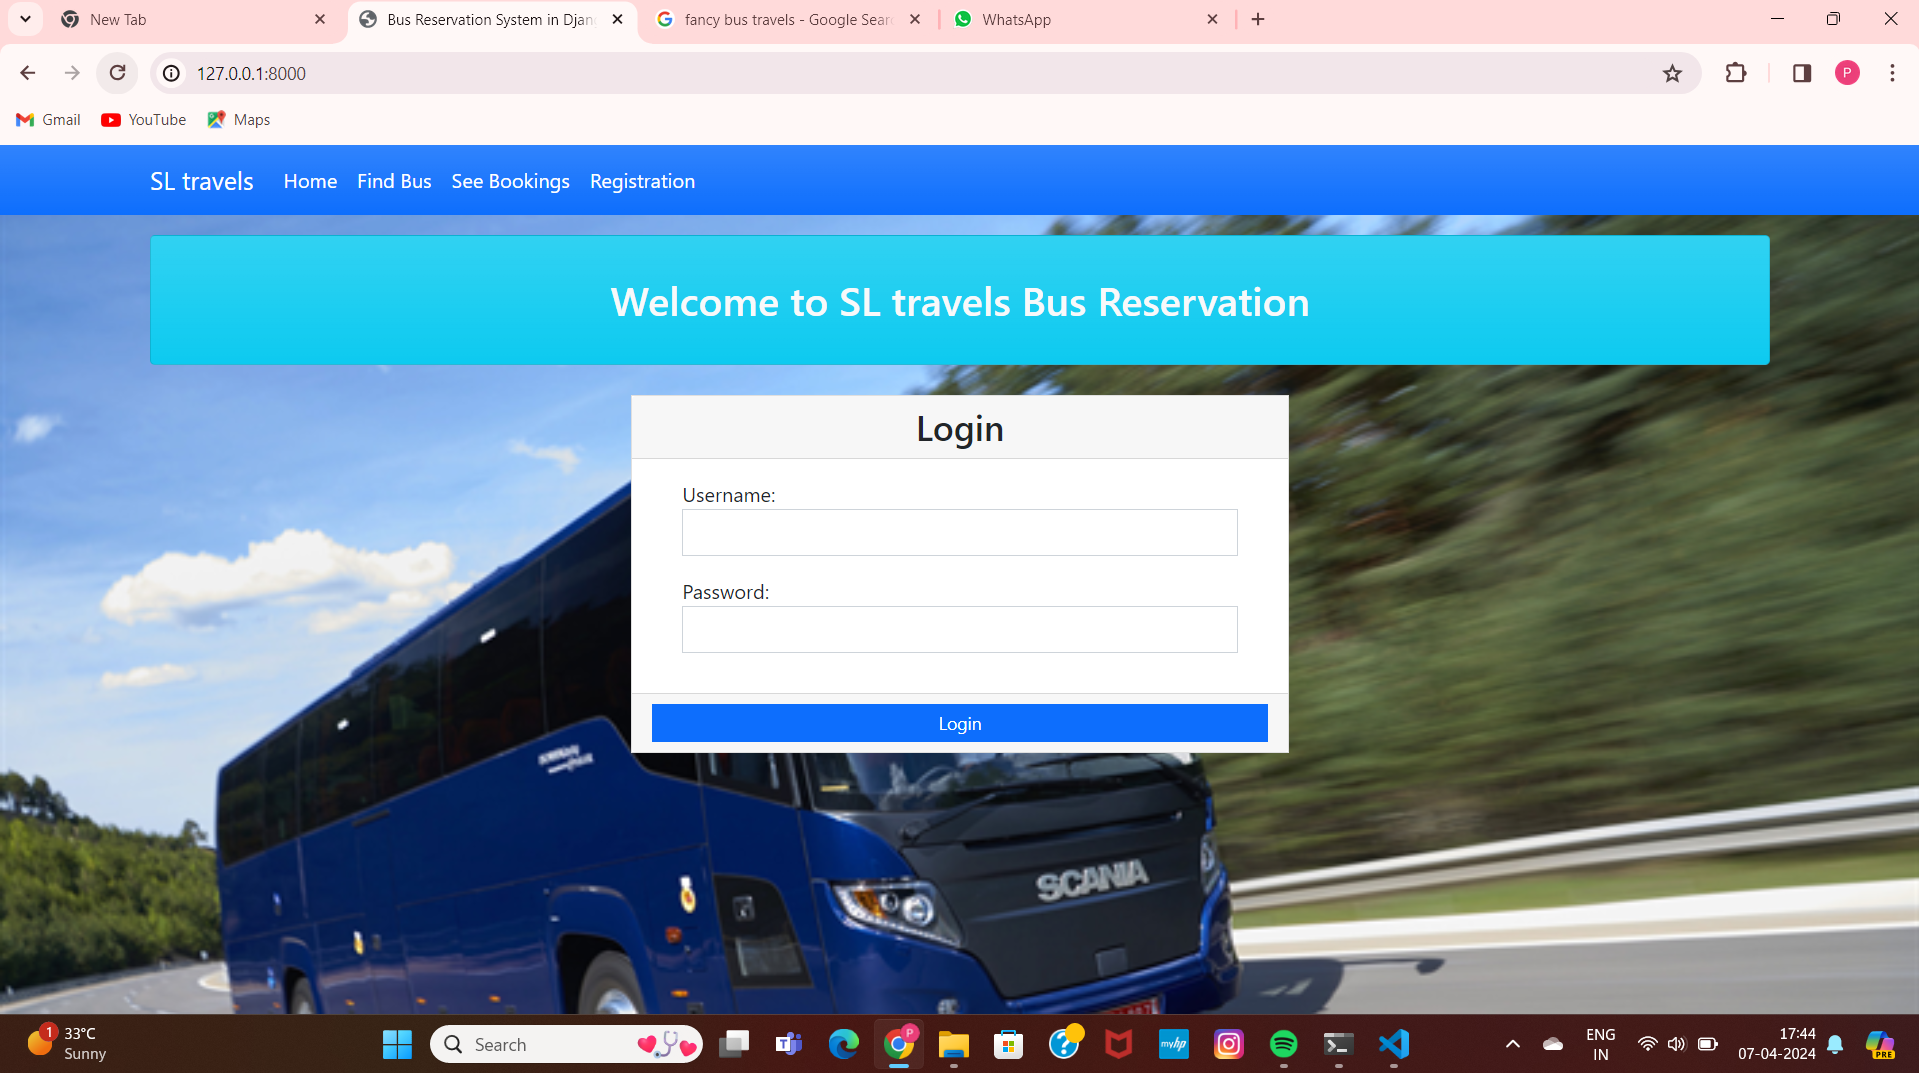 New Tab
Bus Reservation System in Djan
fancy bus travels - Google Sear
WhatsApp
127.0.0.1:8000
P
Gmail
YouTube
Maps
SL travels
Home
Find Bus
See Bookings
Registration
Welcome to SL travels Bus Reservation
Login
Username:
Password:
Login
SCANIA
1
33°C
Sunny
Search
P
myhp
ENG
IN
17:44
07-04-2024
PRE